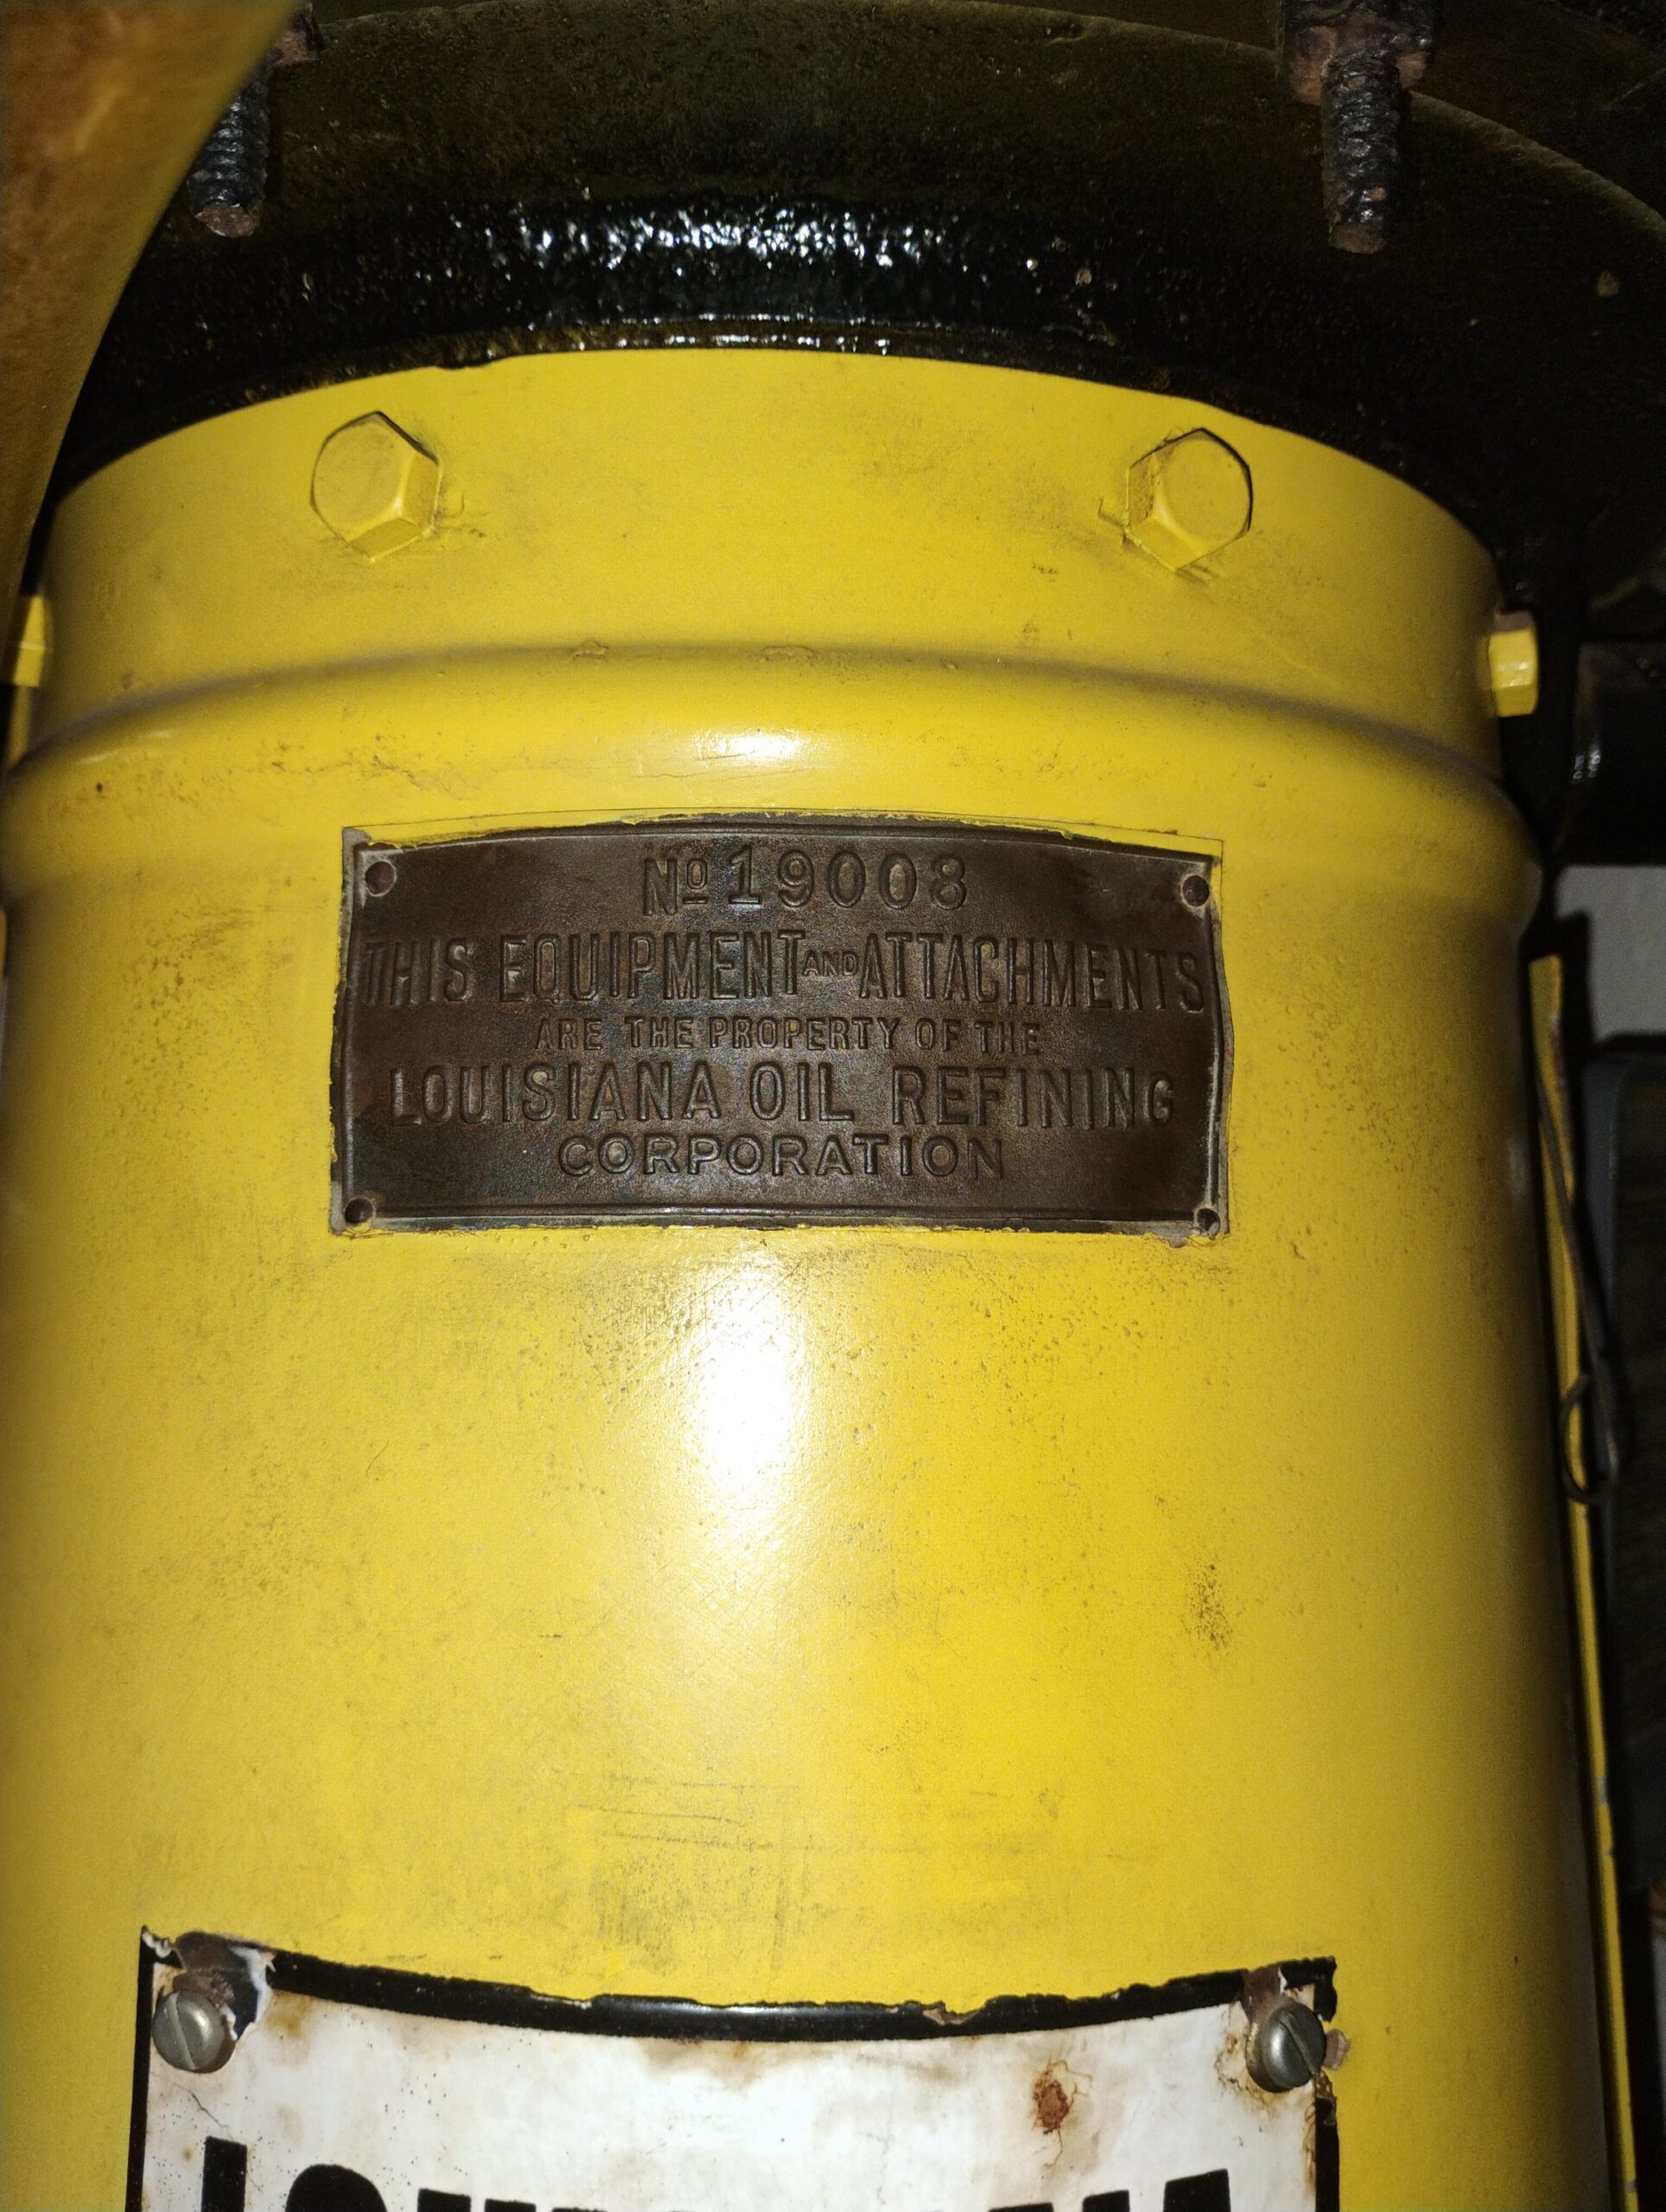 Nº 19008
THIS EQUIPMENT AND ATTACHMENTS
ARE THE PROPERTY OF THE
LOUISIANA OIL REFINING
CORPORATION